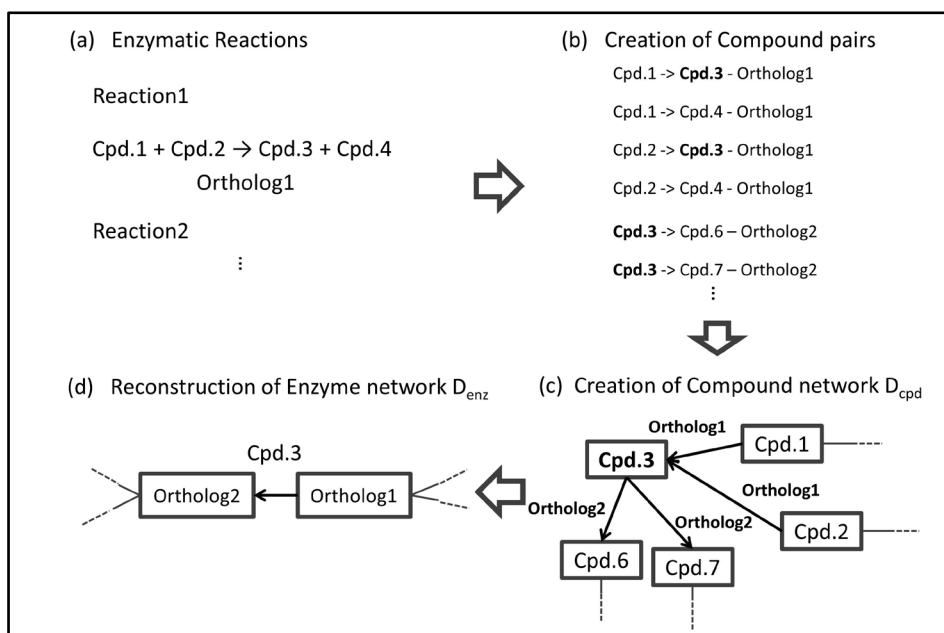 (a) Enzymatic Reactions
Reaction1
Cpd.1 + Cpd.2 → Cpd.3 + Cpd.4
Ortholog1
Reaction2
⋮
(b) Creation of Compound pairs
Cpd.1 -> Cpd.3 - Ortholog1
Cpd.1 -> Cpd.4 - Ortholog1
Cpd.2 -> Cpd.3 - Ortholog1
Cpd.2 -> Cpd.4 - Ortholog1
Cpd.3 -> Cpd.6 – Ortholog2
Cpd.3 -> Cpd.7 – Ortholog2
⋮
(c) Creation of Compound network Dcpd
Ortholog1
Cpd.1
Cpd.3
Ortholog1
Cpd.2
Ortholog2
Ortholog2
Cpd.6
Cpd.7
(d) Reconstruction of Enzyme network Denz
Cpd.3
Ortholog2
Ortholog1